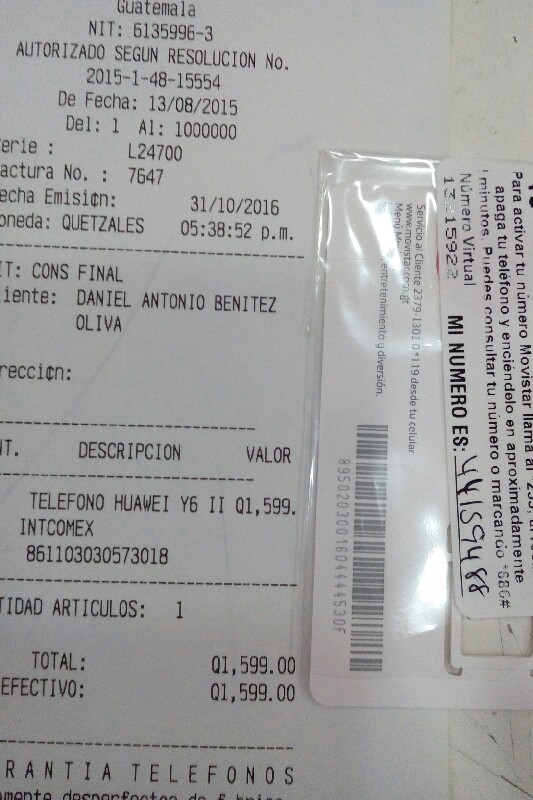 Guatemala
NIT: 6135996-3
AUTORIZADO SEGUN RESOLUCION No.
2015-1-48-15554
De Fecha: 13/08/2015
Del: 1 Al: 1000000
erie : L24700
actura No. : 7647
echa Emisi¢n: 31/10/2016
oneda: QUETZALES 05:38:52 p.m.
IT: CONS FINAL
iente: DANIEL ANTONIO BENITEZ
OLIVA
recci¢n:
NT. DESCRIPCION VALOR
TELEFONO HUAWEI Y6 II Q1,599.
INTCOMEX
861103030573018
TIDAD ARTICULOS: 1
TOTAL: Q1,599.00
EFECTIVO: Q1,599.00
RANTIA TELEFONOS
Para activar tu número Movistar llama al
apaga tu teléfono y enciéndelo en aproximadamente
minutos. Puedes consultar tu número o marcando *686#
Número Virtual
MI NUMERO ES: 44159488
Servicio al Cliente 2379-1301 0 *119 desde tu celular
www.movistar.com.gt
entretenimiento y diversión.
8950203001604444530F